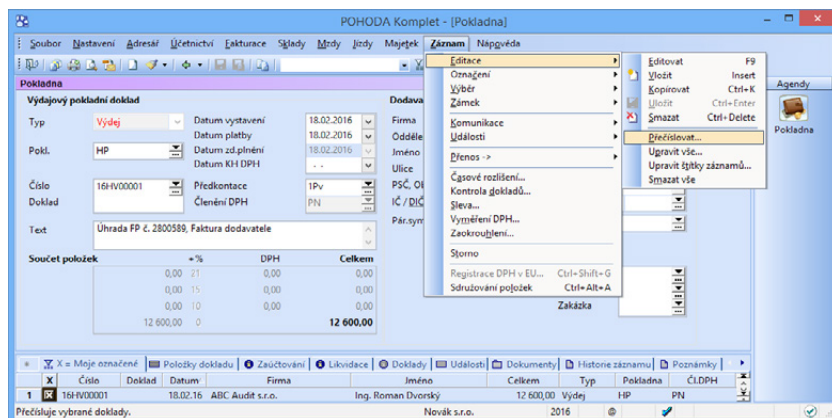 POHODA Komplet - [Pokladna]
Soubor Nastavení Adresář Účetnictví Fakturace Sklady Mzdy Jízdy Majetek Záznam Nápověda
Pokladna
Výdajový pokladní doklad
Dodava
Typ Výdej
Datum vystavení 18.02.2016
Firma
Datum platby 18.02.2016
Odděle
Pokl. HP
Datum zd.plnění 18.02.2016
Jméno
Datum KH DPH . .
Ulice
Číslo 16HV00001
Předkontace 1Pv
PSČ, Ob
Doklad
Členění DPH PN
IČ / DIČ
Text Úhrada FP č. 2800589, Faktura dodavatele
Pár.sym
Součet položek +% DPH Celkem
0,00 21 0,00 0,00
0,00 15 0,00 0,00
0,00 10 0,00 0,00
12 600,00 0 12 600,00
Zakázka
Editace
Označení
Výběr
Zámek
Komunikace
Události
Přenos ->
Časové rozlišení...
Kontrola dokladů...
Sleva...
Vyměření DPH...
Zaokrouhlení...
Storno
Registrace DPH v EU... Ctrl+Shift+G
Sdružování položek Ctrl+Alt+A
Editovat F9
Vložit Insert
Kopírovat Ctrl+K
Uložit Ctrl+Enter
Smazat Ctrl+Delete
Přečíslovat...
Upravit vše...
Upravit štítky záznamů...
Smazat vše
Agendy
Pokladna
X = Moje označené Položky dokladu Zaúčtování Likvidace Doklady Události Dokumenty Historie záznamu Poznámky
X Číslo Doklad Datum Firma Jméno Celkem Typ Pokladna Čl.DPH
1 16HV00001 18.02.16 ABC Audit s.r.o. Ing. Roman Dvorský 12 600,00 Výdej HP PN
Přečísluje vybrané doklady. Novák s.r.o. 2016 @